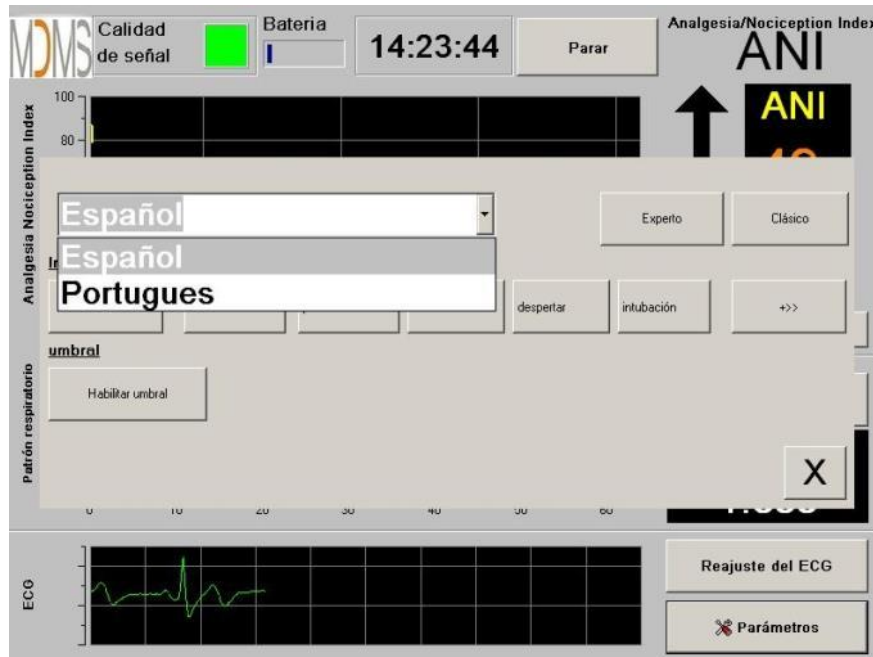 MDMS
Calidad de señal
Bateria
14:23:44
Parar
Analgesia/Nociception Index
ANI
ANI
100
80
Analgesia Nociception Index
Español
Experto
Clásico
Español
Portugues
despertar
intubación
+>>
umbral
Habilitar umbral
Patrón respiratorio
X
0
10
20
30
40
50
60
ECG
Reajuste del ECG
Parámetros